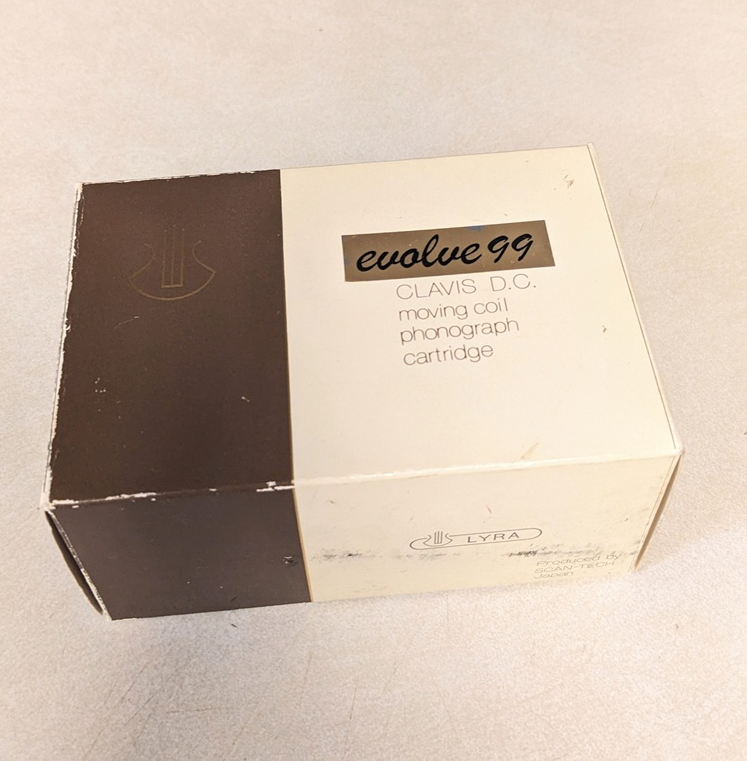 evolve 99
CLAVIS D.C.
moving coil
phonograph
cartridge
LYRA
Produced by
SCAN-TECH
Japan